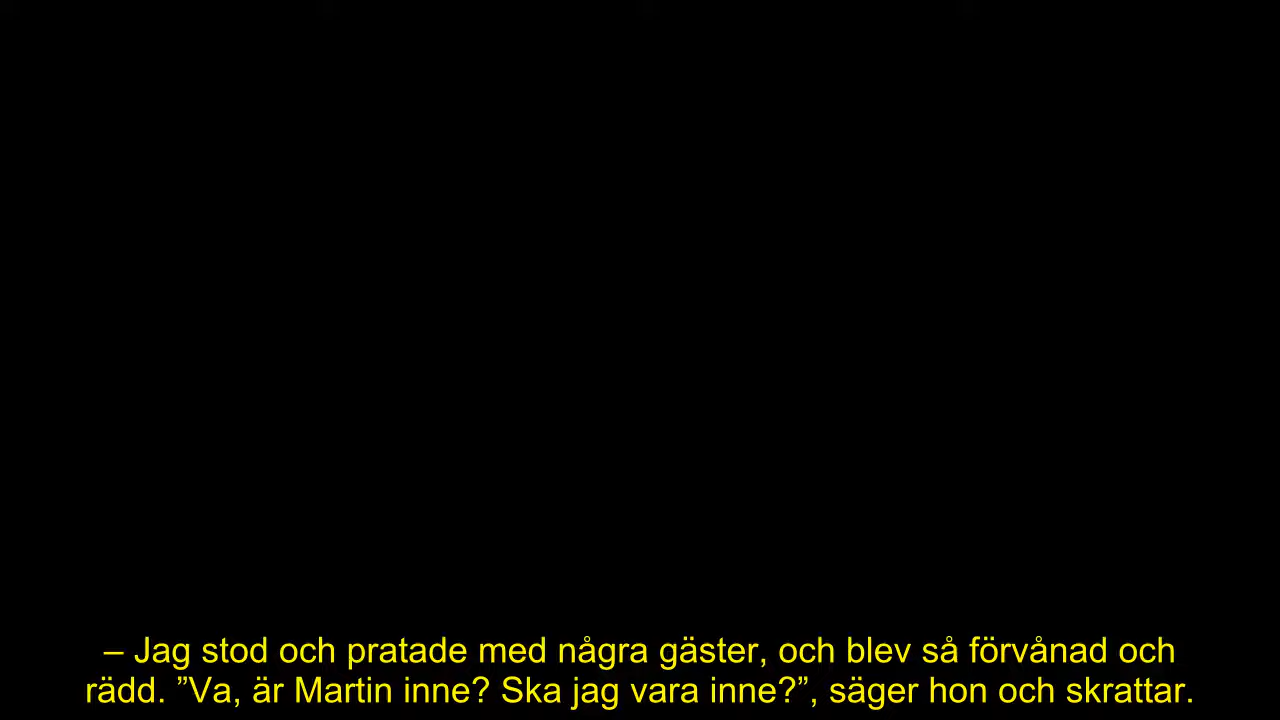 – Jag stod och pratade med några gäster, och blev så förvånad och
rädd. ”Va, är Martin inne? Ska jag vara inne?”, säger hon och skrattar.